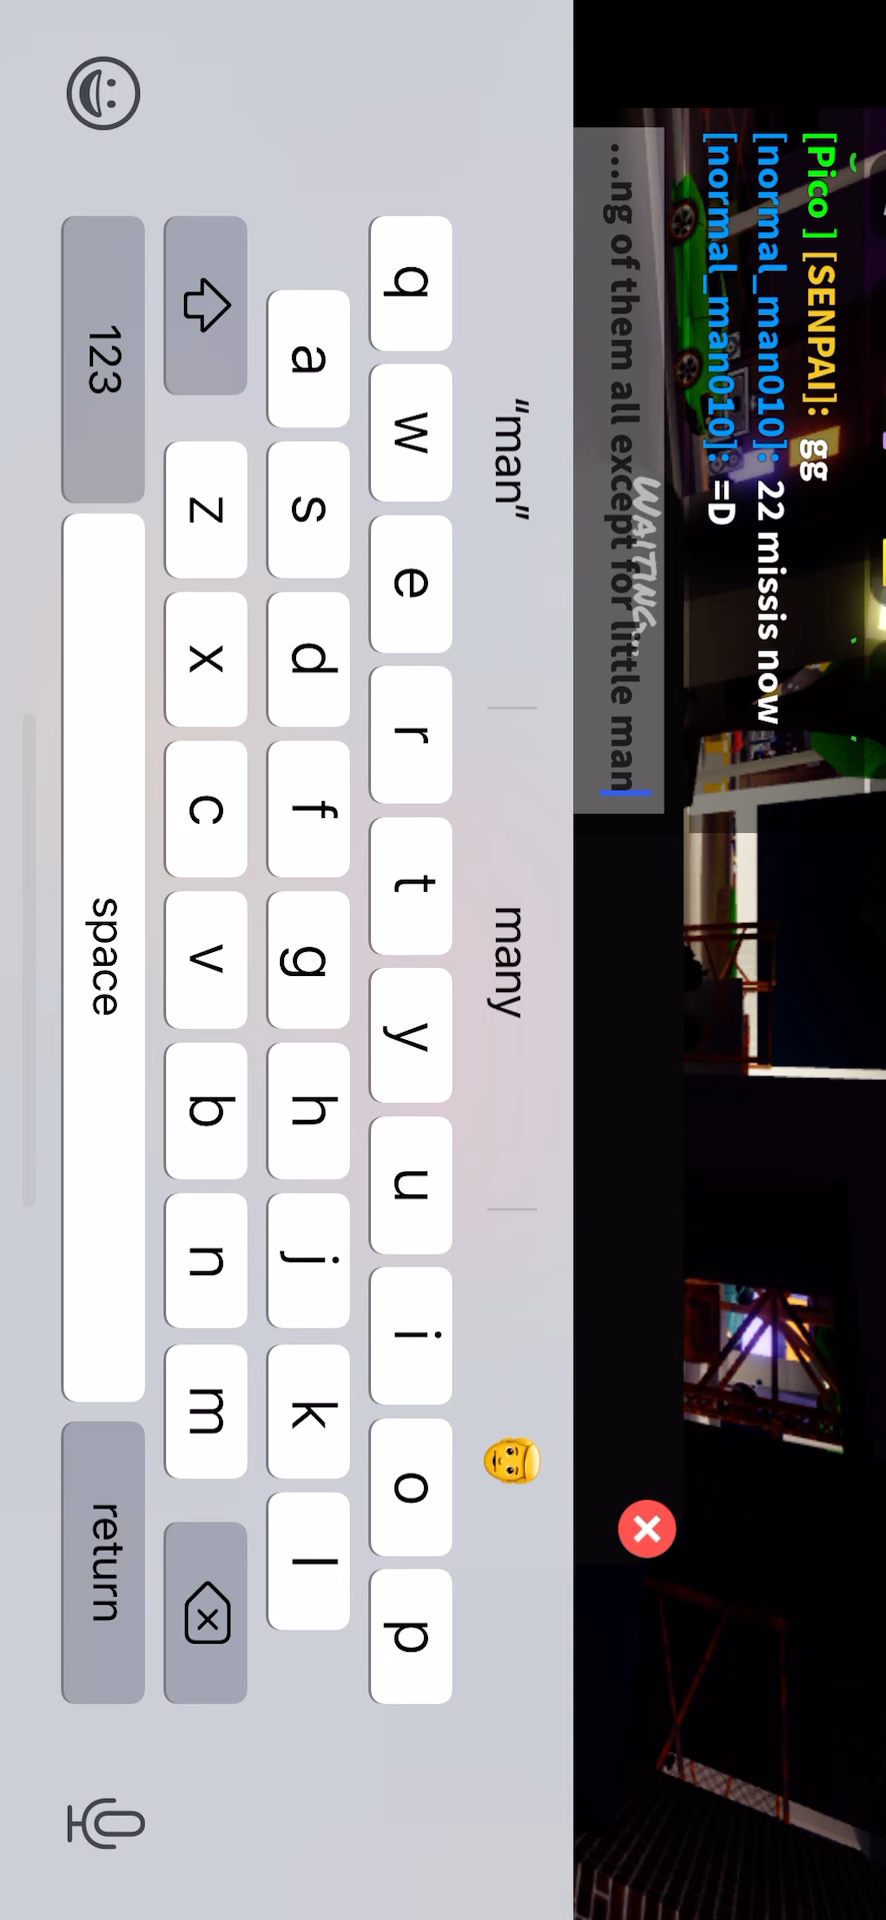 [Pico ] [SENPAI]: gg
[normal_man010]: 22 missis now
[normal_man010]: =D
WAITING...
...ng of them all except for little man
"man"
many
q w e r t y u i o p
a s d f g h j k l
z x c v b n m
123
space
return